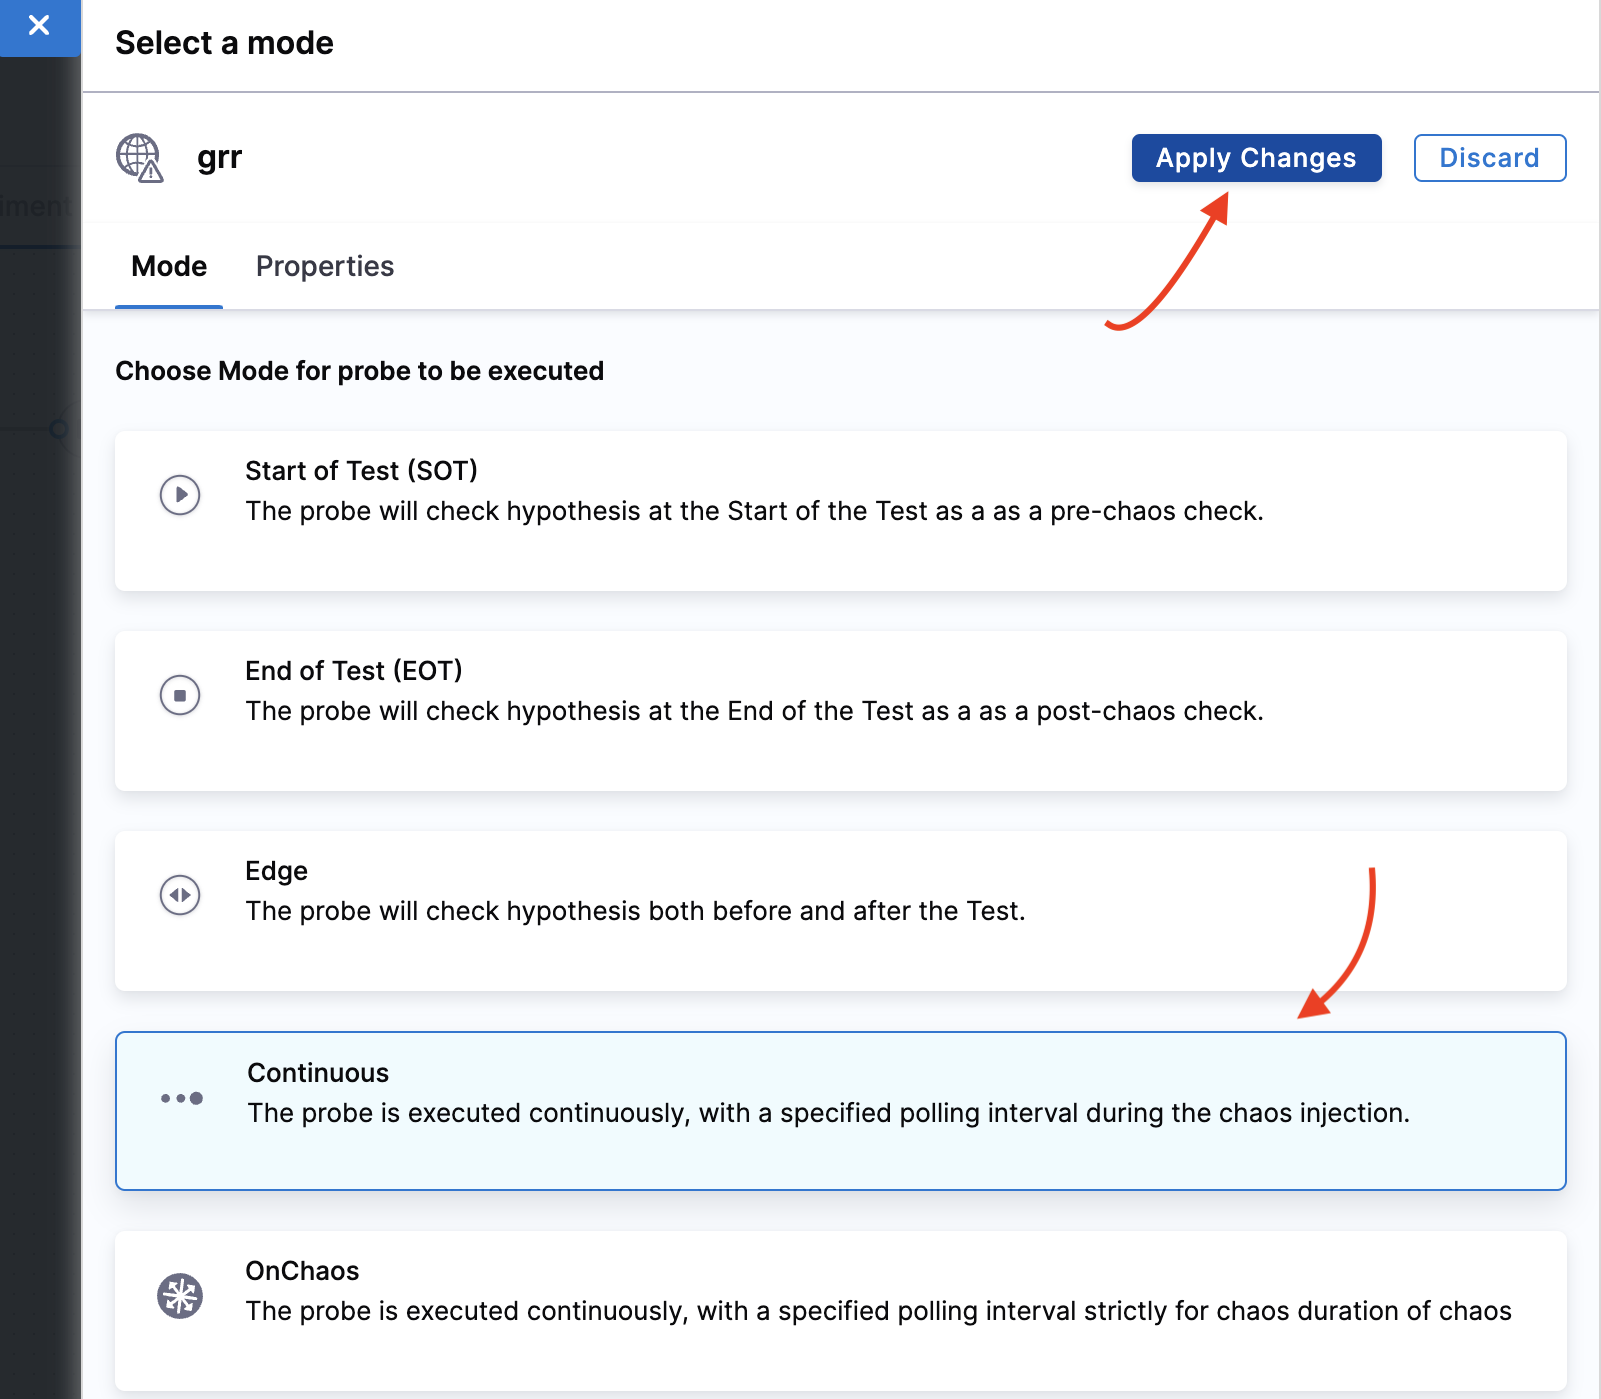 Select a mode
grr
Apply Changes
Discard
iment
Mode
Properties
Choose Mode for probe to be executed
Start of Test (SOT)
The probe will check hypothesis at the Start of the Test as a as a pre-chaos check.
End of Test (EOT)
The probe will check hypothesis at the End of the Test as a as a post-chaos check.
Edge
The probe will check hypothesis both before and after the Test.
Continuous
The probe is executed continuously, with a specified polling interval during the chaos injection.
OnChaos
The probe is executed continuously, with a specified polling interval strictly for chaos duration of chaos